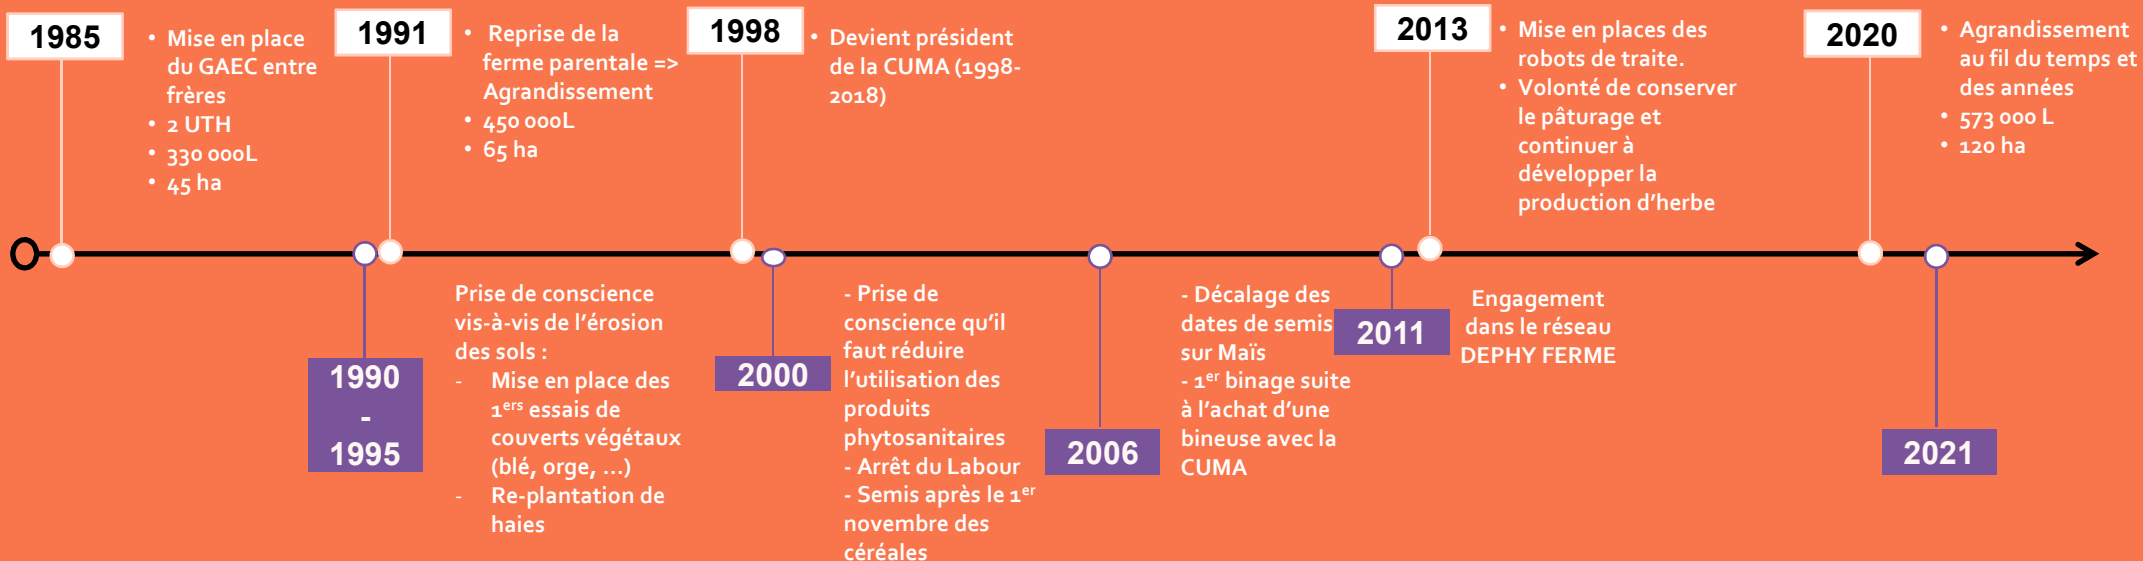 1985
• Mise en place
du GAEC entre
frères
• 2 UTH
• 330 000L
• 45 ha
1991
• Reprise de la
ferme parentale =>
Agrandissement
• 450 000L
• 65 ha
1998
• Devient président
de la CUMA (1998-
2018)
2013
• Mise en places des
robots de traite.
• Volonté de conserver
le pâturage et
continuer à
développer la
production d’herbe
2020
• Agrandissement
au fil du temps et
des années
• 573 000 L
• 120 ha
1990
-
1995
Prise de conscience
vis-à-vis de l’érosion
des sols :
- Mise en place des
1ers essais de
couverts végétaux
(blé, orge, ...)
- Re-plantation de
haies
2000
- Prise de
conscience qu’il
faut réduire
l’utilisation des
produits
phytosanitaires
- Arrêt du Labour
- Semis après le 1er
novembre des
céréales
2006
- Décalage des
dates de semis
sur Maïs
- 1er binage suite
à l’achat d’une
bineuse avec la
CUMA
2011
Engagement
dans le réseau
DEPHY FERME
2021